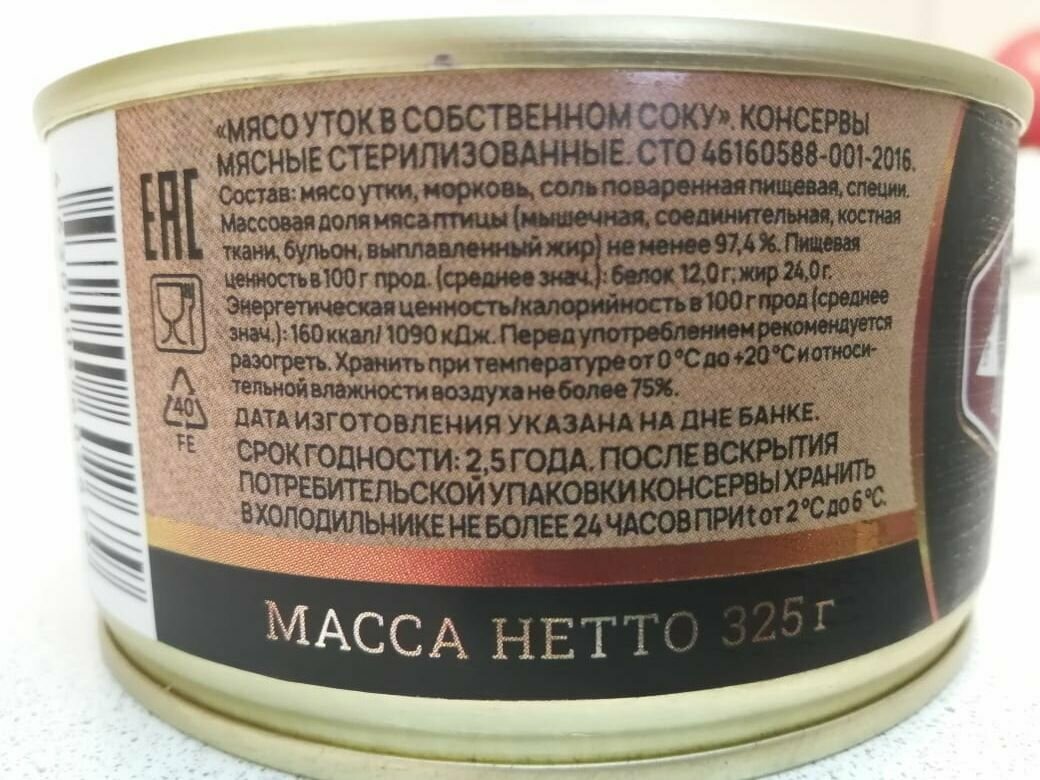 «МЯСО УТОК В СОБСТВЕННОМ СОКУ». КОНСЕРВЫ
МЯСНЫЕ СТЕРИЛИЗОВАННЫЕ. СТО 46160588-001-2016.
Состав: мясо утки, морковь, соль поваренная пищевая, специи.
Массовая доля мяса птицы (мышечная, соединительная, костная
ткани, бульон, выплавленный жир) не менее 97,4 %. Пищевая
ценность в 100 г прод. (среднее знач.): белок 12,0 г; жир 24,0 г.
Энергетическая ценность/калорийность в 100 г прод (среднее
знач.): 160 ккал/ 1090 кДж. Перед употреблением рекомендуется
разогреть. Хранить при температуре от 0 °С до +20 °С и относи-
тельной влажности воздуха не более 75%.
ДАТА ИЗГОТОВЛЕНИЯ УКАЗАНА НА ДНЕ БАНКЕ.
СРОК ГОДНОСТИ: 2,5 ГОДА. ПОСЛЕ ВСКРЫТИЯ
ПОТРЕБИТЕЛЬСКОЙ УПАКОВКИ КОНСЕРВЫ ХРАНИТЬ
В ХОЛОДИЛЬНИКЕ НЕ БОЛЕЕ 24 ЧАСОВ ПРИ t от 2 °С до 6 °С.
EAC
40
FE
МАССА НЕТТО 325 г